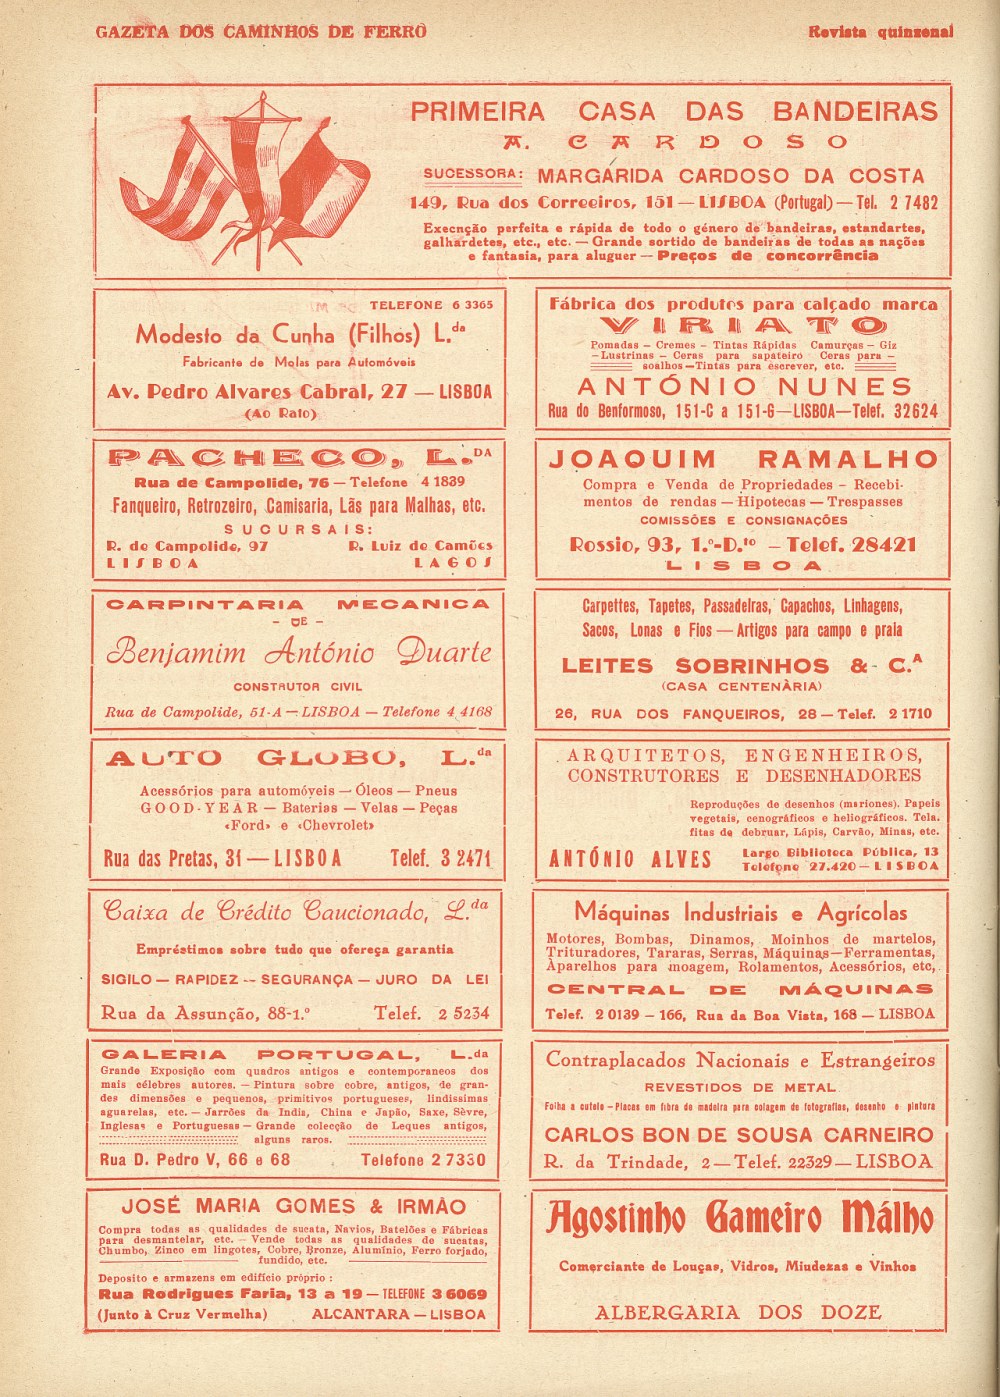 GAZETA DOS CAMINHOS DE FERRO
Revista quinzenal
PRIMEIRA CASA DAS BANDEIRAS
A. CARDOSO
SUCESSORA: MARGARIDA CARDOSO DA COSTA
149, Rua dos Correeiros, 151 — LISBOA (Portugal) — Tel. 2 7482
Execnção perfeita e rápida de todo o género de bandeiras, estandartes,
galhardetes, etc., etc. — Grande sortido de bandeiras de todas as nações
e fantasia, para aluguer — Preços de concorrência
TELEFONE 6 3365
Modesto da Cunha (Filhos) L.da
Fabricante de Molas para Automóveis
Av. Pedro Alvares Cabral, 27 — LISBOA
(Ao Rato)
Fábrica dos produtos para calçado marca
VIRIATO
Pomadas – Cremes – Tintas Rápidas Camurças – Giz
– Lustrinas – Ceras para sapateiro Ceras para –
soalhos — Tintas para escrever, etc.
ANTÓNIO NUNES
Rua do Benformoso, 151-C a 151-G — LISBOA — Telef. 32624
PACHECO, L.DA
Rua de Campolide, 76 — Telefone 4 1839
Fanqueiro, Retrozeiro, Camisaria, Lãs para Malhas, etc.
SUCURSAIS:
R. de Campolide, 97 R. Luiz de Camões
LISBOA LAGOS
JOAQUIM RAMALHO
Compra e Venda de Propriedades - Recebi-
mentos de rendas — Hipotecas — Trespasses
COMISSÕES E CONSIGNAÇÕES
Rossio, 93, 1.º-D.to — Telef. 28421
LISBOA
CARPINTARIA MECANICA
- DE -
Benjamim António Duarte
CONSTRUTOR CIVIL
Rua de Campolide, 51-A — LISBOA — Telefone 4 4168
Carpettes, Tapetes, Passadeiras, Capachos, Linhagens,
Sacos, Lonas e Fios — Artigos para campo e praia
LEITES SOBRINHOS & C.A
(CASA CENTENÀRIA)
26, RUA DOS FANQUEIROS, 28 — Telef. 2 1710
AUTO GLOBO, L.da
Acessórios para automóveis — Óleos — Pneus
GOOD-YEAR — Baterias — Velas — Peças
«Ford» e «Chevrolet»
Rua das Pretas, 31 — LISBOA Telef. 3 2471
ARQUITETOS, ENGENHEIROS,
CONSTRUTORES E DESENHADORES
Reproduções de desenhos (mariones). Papeis
vegetais, cenográficos e heliográficos. Tela.
fitas de debruar, Lápis, Carvão, Minas, etc.
ANTÓNIO ALVES
Largo Biblioteca Pública, 13
Telefone 27.420 — LISBOA
Caixa de Crédito Caucionado, L.da
Empréstimos sobre tudo que ofereça garantia
SIGILO — RAPIDEZ -- SEGURANÇA — JURO DA LEI
Rua da Assunção, 88-1.º Telef. 2 5234
Máquinas Industriais e Agrícolas
Motores, Bombas, Dinamos, Moinhos de martelos,
Trituradores, Tararas, Serras, Máquinas—Ferramentas,
Aparelhos para moagem, Rolamentos, Acessórios, etc,
CENTRAL DE MÁQUINAS
Telef. 2 0139 – 166, Rua da Boa Vista, 168 — LISBOA
GALERIA PORTUGAL, L.da
Grande Exposição com quadros antigos e contemporaneos dos
mais célebres autores. — Pintura sobre cobre, antigos, de gran-
des dimensões e pequenos, primitivos portugueses, lindissimas
aguarelas, etc. — Jarrões da India, China e Japão, Saxe, Sèvre,
Inglesas e Portuguesas — Grande colecção de Leques antigos,
alguns raros.
Rua D. Pedro V, 66 e 68 Telefone 2 7330
Contraplacados Nacionais e Estrangeiros
REVESTIDOS DE METAL
Folha a cutelo – Placas em fibra de madeira para colagem de fotografias, desenho e pintura
CARLOS BON DE SOUSA CARNEIRO
R. da Trindade, 2 — Telef. 22329 — LISBOA
JOSÉ MARIA GOMES & IRMÃO
Compra todas as qualidades de sucata, Navios, Batelões e Fábricas
para desmantelar, etc. — Vende todas as qualidades de sucatas,
Chumbo, Zinco em lingotes, Cobre, Bronze, Alumínio, Ferro forjado,
fundido, etc.
Deposito e armazens em edifício próprio :
Rua Rodrigues Faria, 13 a 19 — TELEFONE 3 6069
(Junto à Cruz Vermelha) ALCANTARA – LISBOA
Agostinho Gameiro Málho
Comerciante de Louças, Vidros, Miudezas e Vinhos
ALBERGARIA DOS DOZE